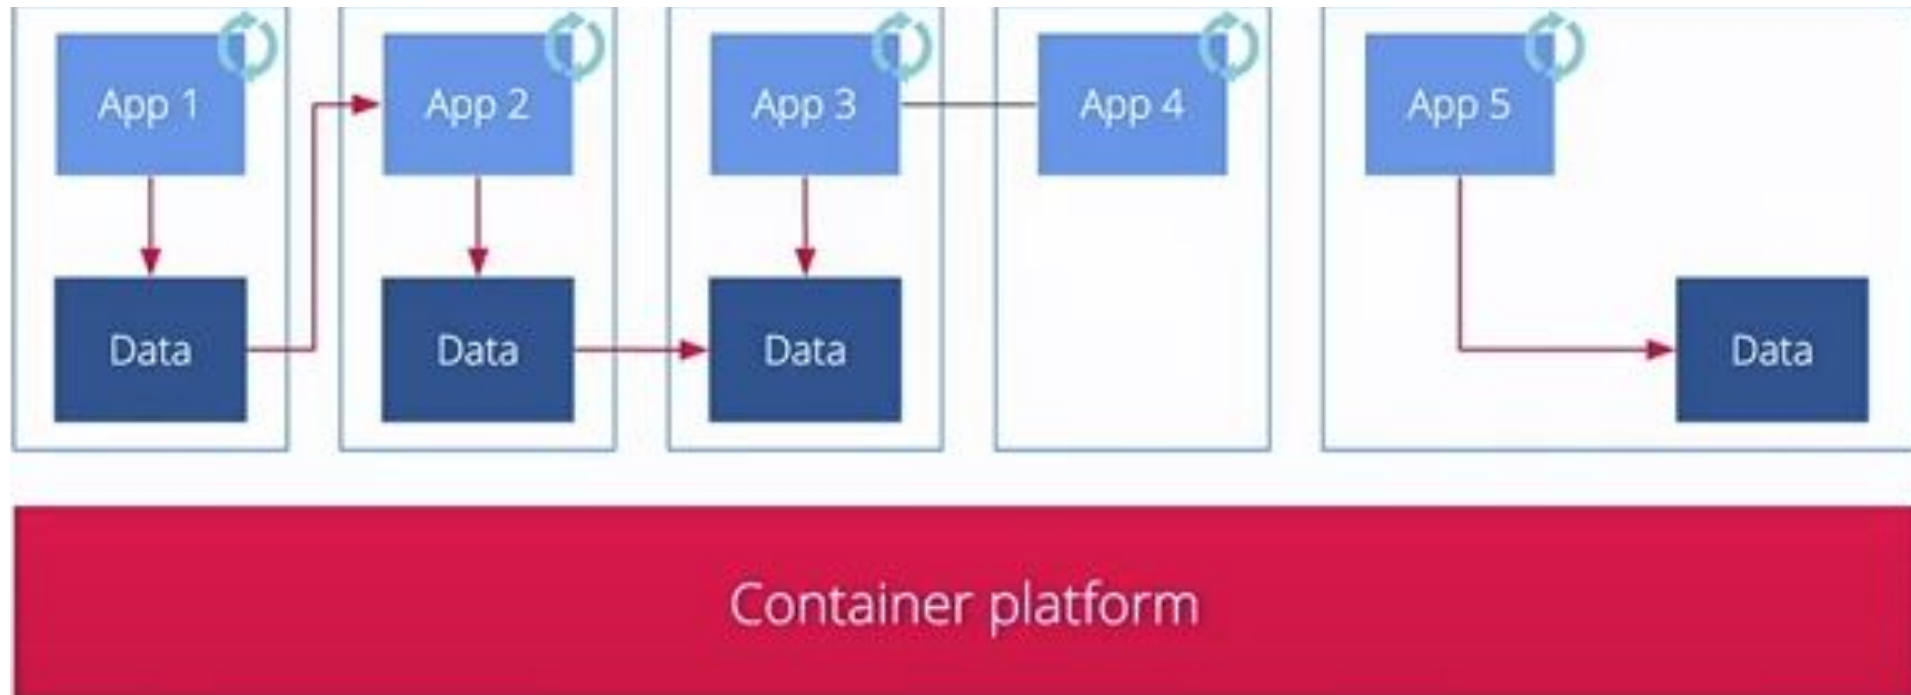 App 1
App 2
App 3
App 4
App 5
Data
Data
Data
Data
Container platform